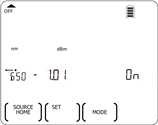 OFF
nm dBm
650 - 1.01 On
SOURCE HOME SET MODE